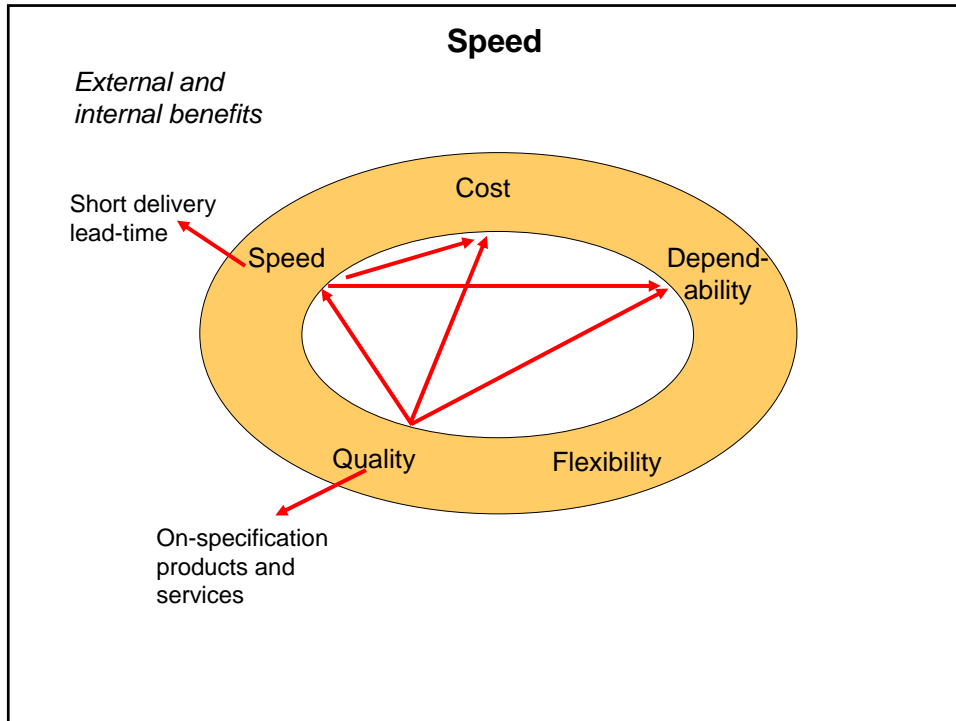 Speed
External and
internal benefits
Cost
Short delivery
lead-time
Speed
Depend-
ability
Quality
Flexibility
On-specification
products and
services